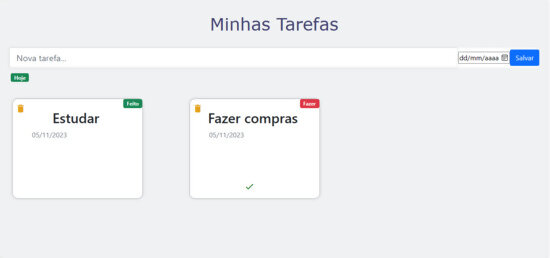 Minhas Tarefas
Nova tarefa...
dd/mm/aaaa
Salvar
Hoje
Feito
Estudar
05/11/2023
Fazer
Fazer compras
05/11/2023